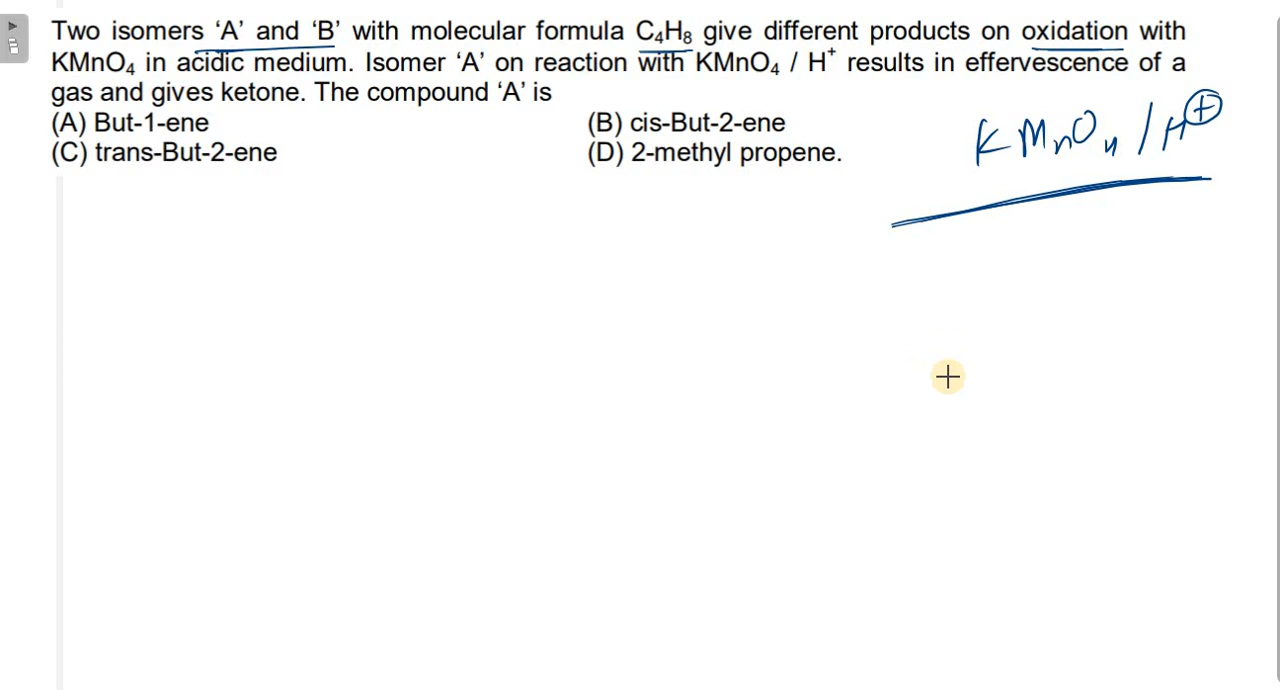 Two isomers ‘A’ and ‘B’ with molecular formula C₄H₈ give different products on oxidation with
KMnO₄ in acidic medium. Isomer ‘A’ on reaction with KMnO₄ / H⁺ results in effervescence of a
gas and gives ketone. The compound ‘A’ is
(A) But-1-ene (B) cis-But-2-ene
(C) trans-But-2-ene (D) 2-methyl propene.
KMnO₄ / H⊕